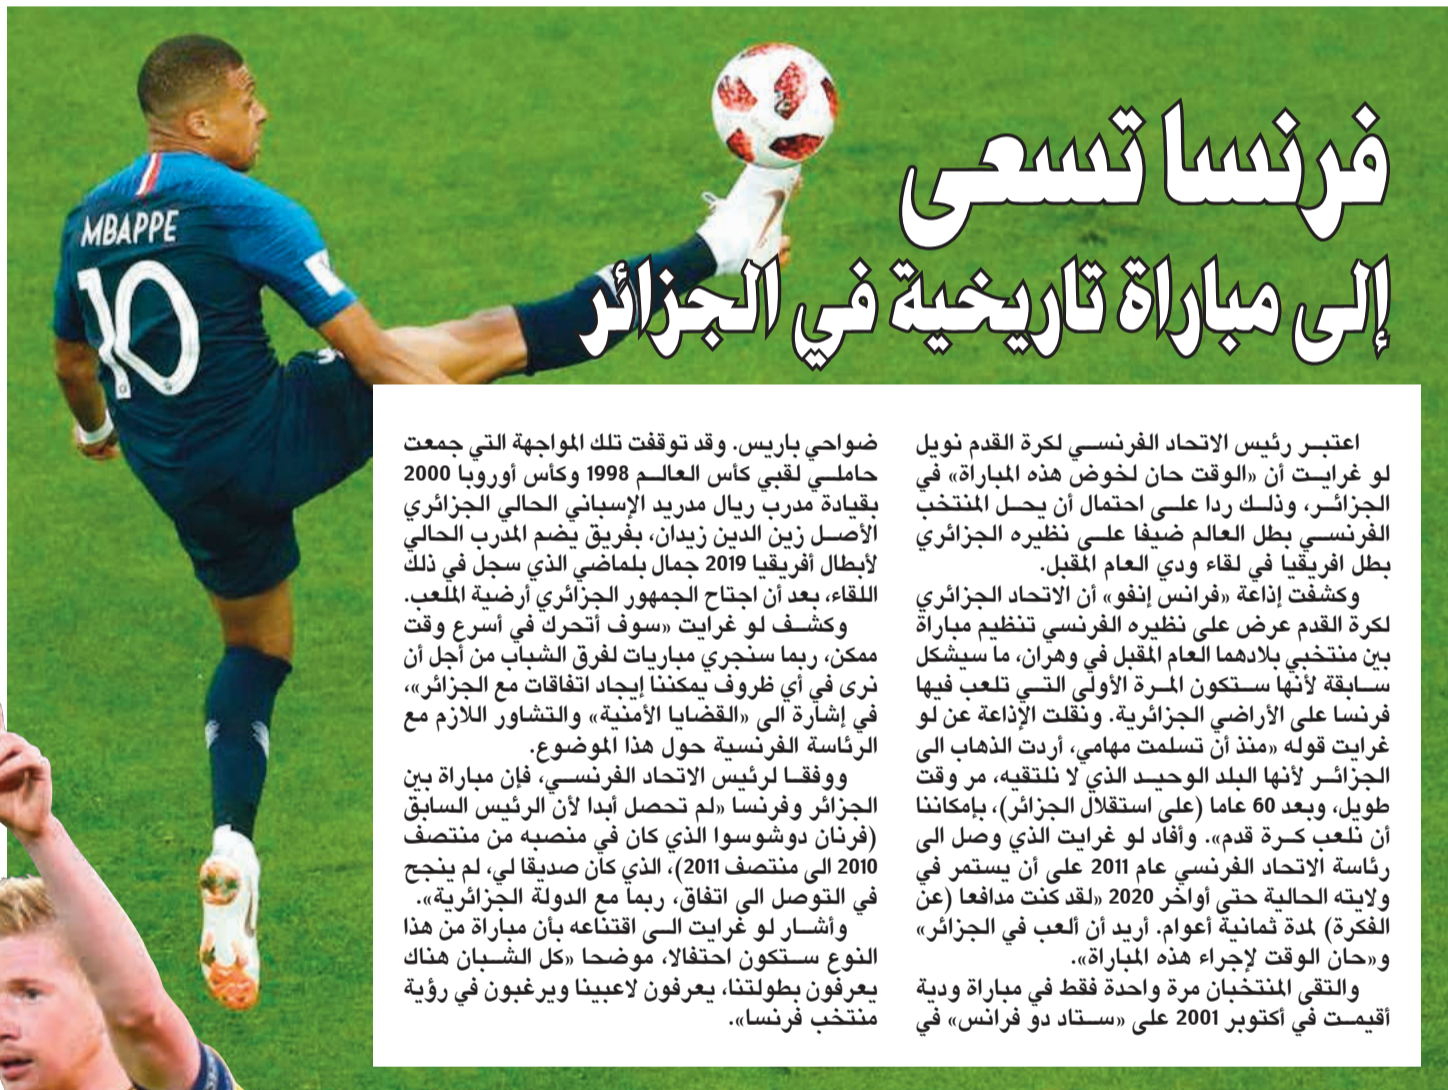 فرنسا تسعى
إلى مباراة تاريخية في الجزائر
MBAPPE
10
اعتبر رئيس الاتحاد الفرنسي لكرة القدم نويل
لو غرايت أن «الوقت حان لخوض هذه المباراة» في
الجزائر، وذلك ردا على احتمال أن يحل المنتخب
الفرنسي بطل العالم ضيفا على نظيره الجزائري
بطل افريقيا في لقاء ودي العام المقبل.
وكشفت إذاعة «فرانس إنفو» أن الاتحاد الجزائري
لكرة القدم عرض على نظيره الفرنسي تنظيم مباراة
بين منتخبي بلادهما العام المقبل في وهران، ما سيشكل
سابقة لأنها ستكون المرة الأولى التي تلعب فيها
فرنسا على الأراضي الجزائرية. ونقلت الإذاعة عن لو
غرايت قوله «منذ أن تسلمت مهامي، أردت الذهاب الى
الجزائر لأنها البلد الوحيد الذي لا نلتقيه، مر وقت
طويل، وبعد 60 عاما (على استقلال الجزائر)، بإمكاننا
أن نلعب كرة قدم». وأفاد لو غرايت الذي وصل الى
رئاسة الاتحاد الفرنسي عام 2011 على أن يستمر في
ولايته الحالية حتى أواخر 2020 «لقد كنت مدافعا (عن
الفكرة) لمدة ثمانية أعوام. أريد أن ألعب في الجزائر»
و«حان الوقت لإجراء هذه المباراة».
والتقى المنتخبان مرة واحدة فقط في مباراة ودية
أقيمت في أكتوبر 2001 على «ستاد دو فرانس» في
ضواحي باريس. وقد توقفت تلك المواجهة التي جمعت
حاملي لقبي كأس العالم 1998 وكأس أوروبا 2000
بقيادة مدرب ريال مدريد الإسباني الحالي الجزائري
الأصل زين الدين زيدان، بفريق يضم المدرب الحالي
لأبطال أفريقيا 2019 جمال بلماضي الذي سجل في ذلك
اللقاء، بعد أن اجتاح الجمهور الجزائري أرضية الملعب.
وكشف لو غرايت «سوف أتحرك في أسرع وقت
ممكن، ربما سنجري مباريات لفرق الشباب من أجل أن
نرى في أي ظروف يمكننا إيجاد اتفاقات مع الجزائر»،
في إشارة الى «القضايا الأمنية» والتشاور اللازم مع
الرئاسة الفرنسية حول هذا الموضوع.
ووفقا لرئيس الاتحاد الفرنسي، فإن مباراة بين
الجزائر وفرنسا «لم تحصل أبدا لأن الرئيس السابق
(فرنان دوشوسوا الذي كان في منصبه من منتصف
2010 الى منتصف 2011)، الذي كان صديقا لي، لم ينجح
في التوصل الى اتفاق، ربما مع الدولة الجزائرية».
وأشار لو غرايت الى اقتناعه بأن مباراة من هذا
النوع ستكون احتفالا، موضحا «كل الشبان هناك
يعرفون بطولتنا، يعرفون لاعبينا ويرغبون في رؤية
منتخب فرنسا».